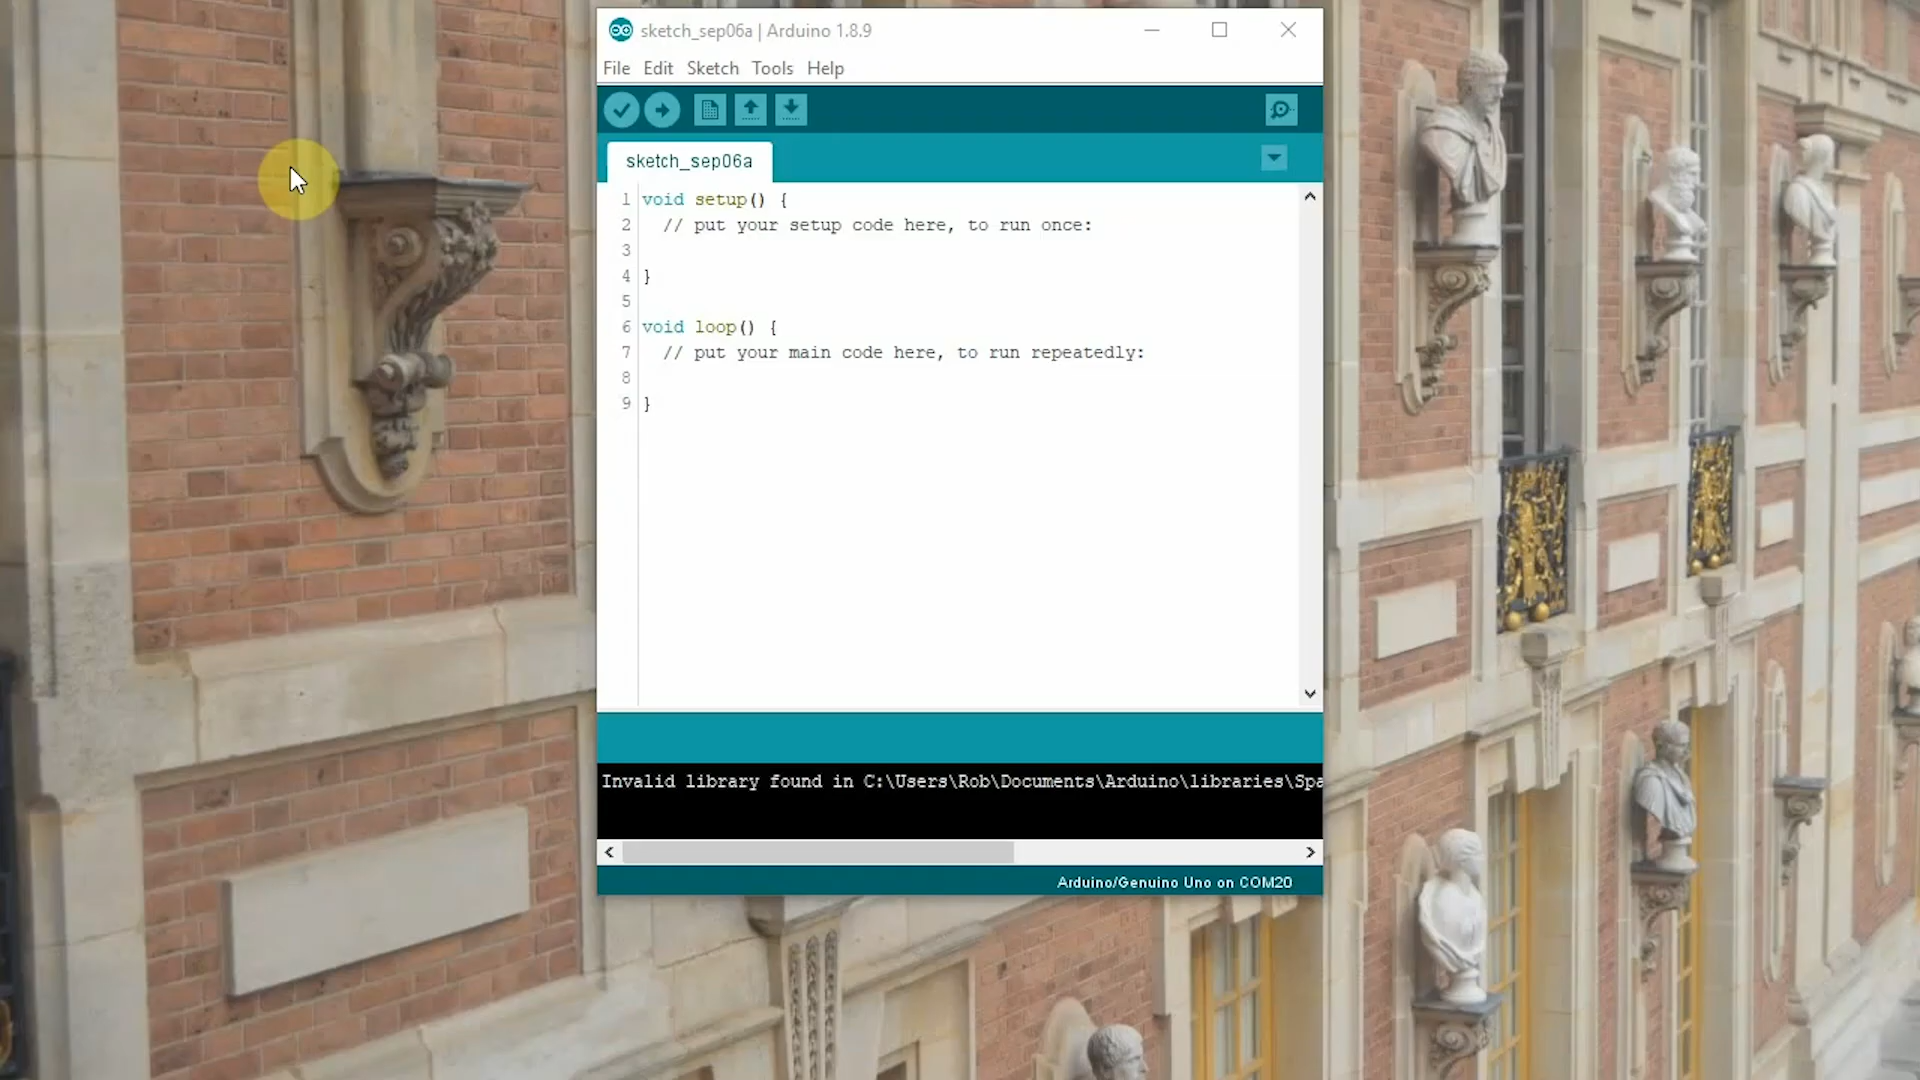 sketch_sep06a | Arduino 1.8.9
File Edit Sketch Tools Help
sketch_sep06a
1 void setup() {
2 // put your setup code here, to run once:
3
4 }
5
6 void loop() {
7 // put your main code here, to run repeatedly:
8
9 }
Invalid library found in C:\Users\Rob\Documents\Arduino\libraries\Spa
Arduino/Genuino Uno on COM20